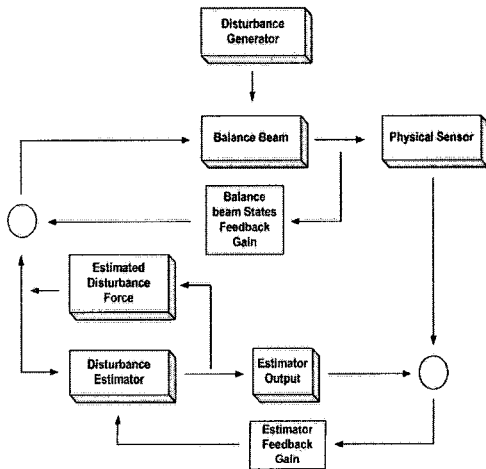 Disturbance
Generator
Balance Beam
Physical Sensor
Balance
beam States
Feedback
Gain
Estimated
Disturbance
Force
Disturbance
Estimator
Estimator
Output
Estimator
Feedback
Gain